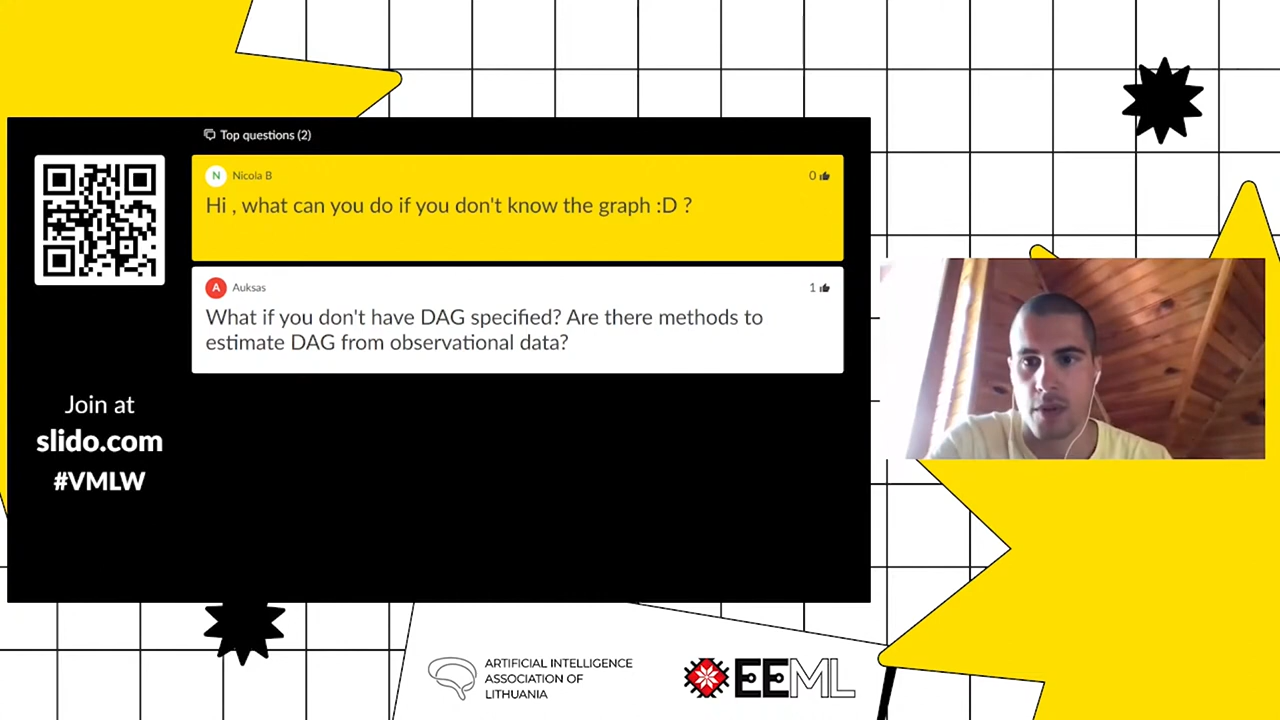 Top questions (2)
N
Nicola B
0
Hi , what can you do if you don't know the graph :D ?
A
Auksas
1
What if you don't have DAG specified? Are there methods to
estimate DAG from observational data?
Join at
slido.com
#VMLW
ARTIFICIAL INTELLIGENCE
ASSOCIATION OF
LITHUANIA
EEML